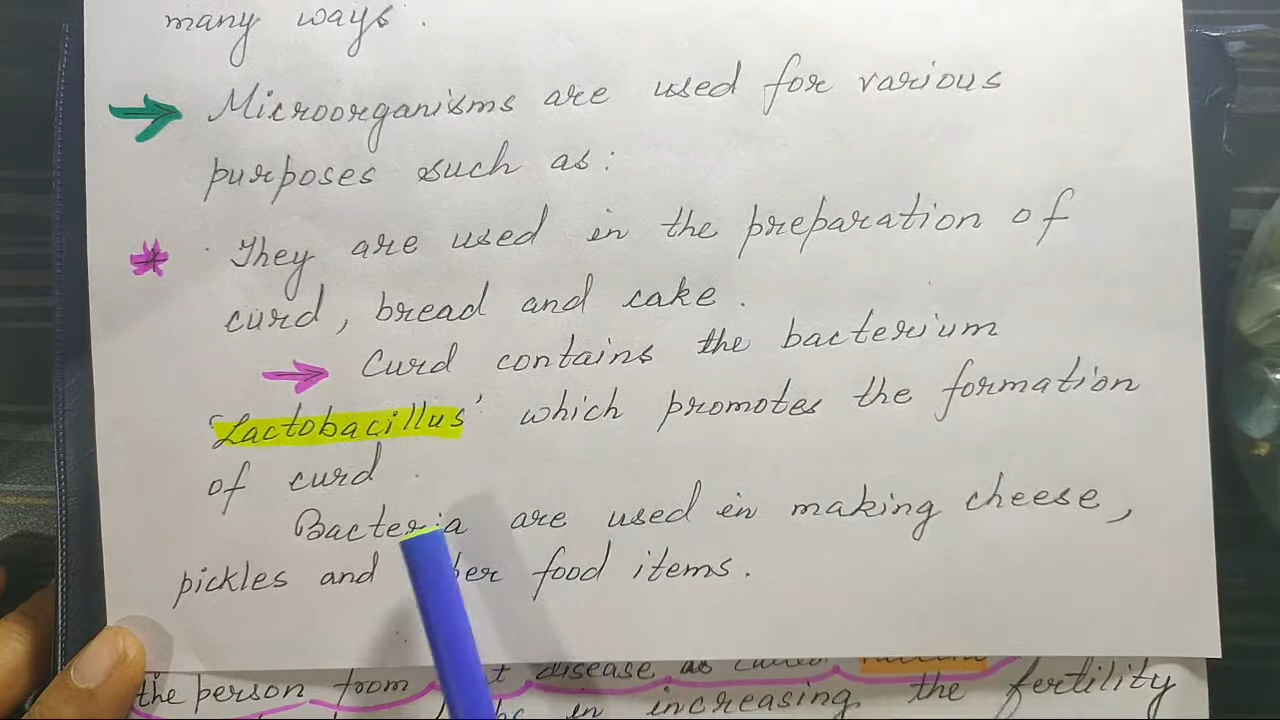 many ways.
Microorganisms are used for various
purposes such as:
They are used in the preparation of
curd, bread and cake.
Curd contains the bacterium
'Lactobacillus' which promotes the formation
of curd.
Bacteria are used in making cheese,
pickles and food items.
the person from disease
in increasing the fertility